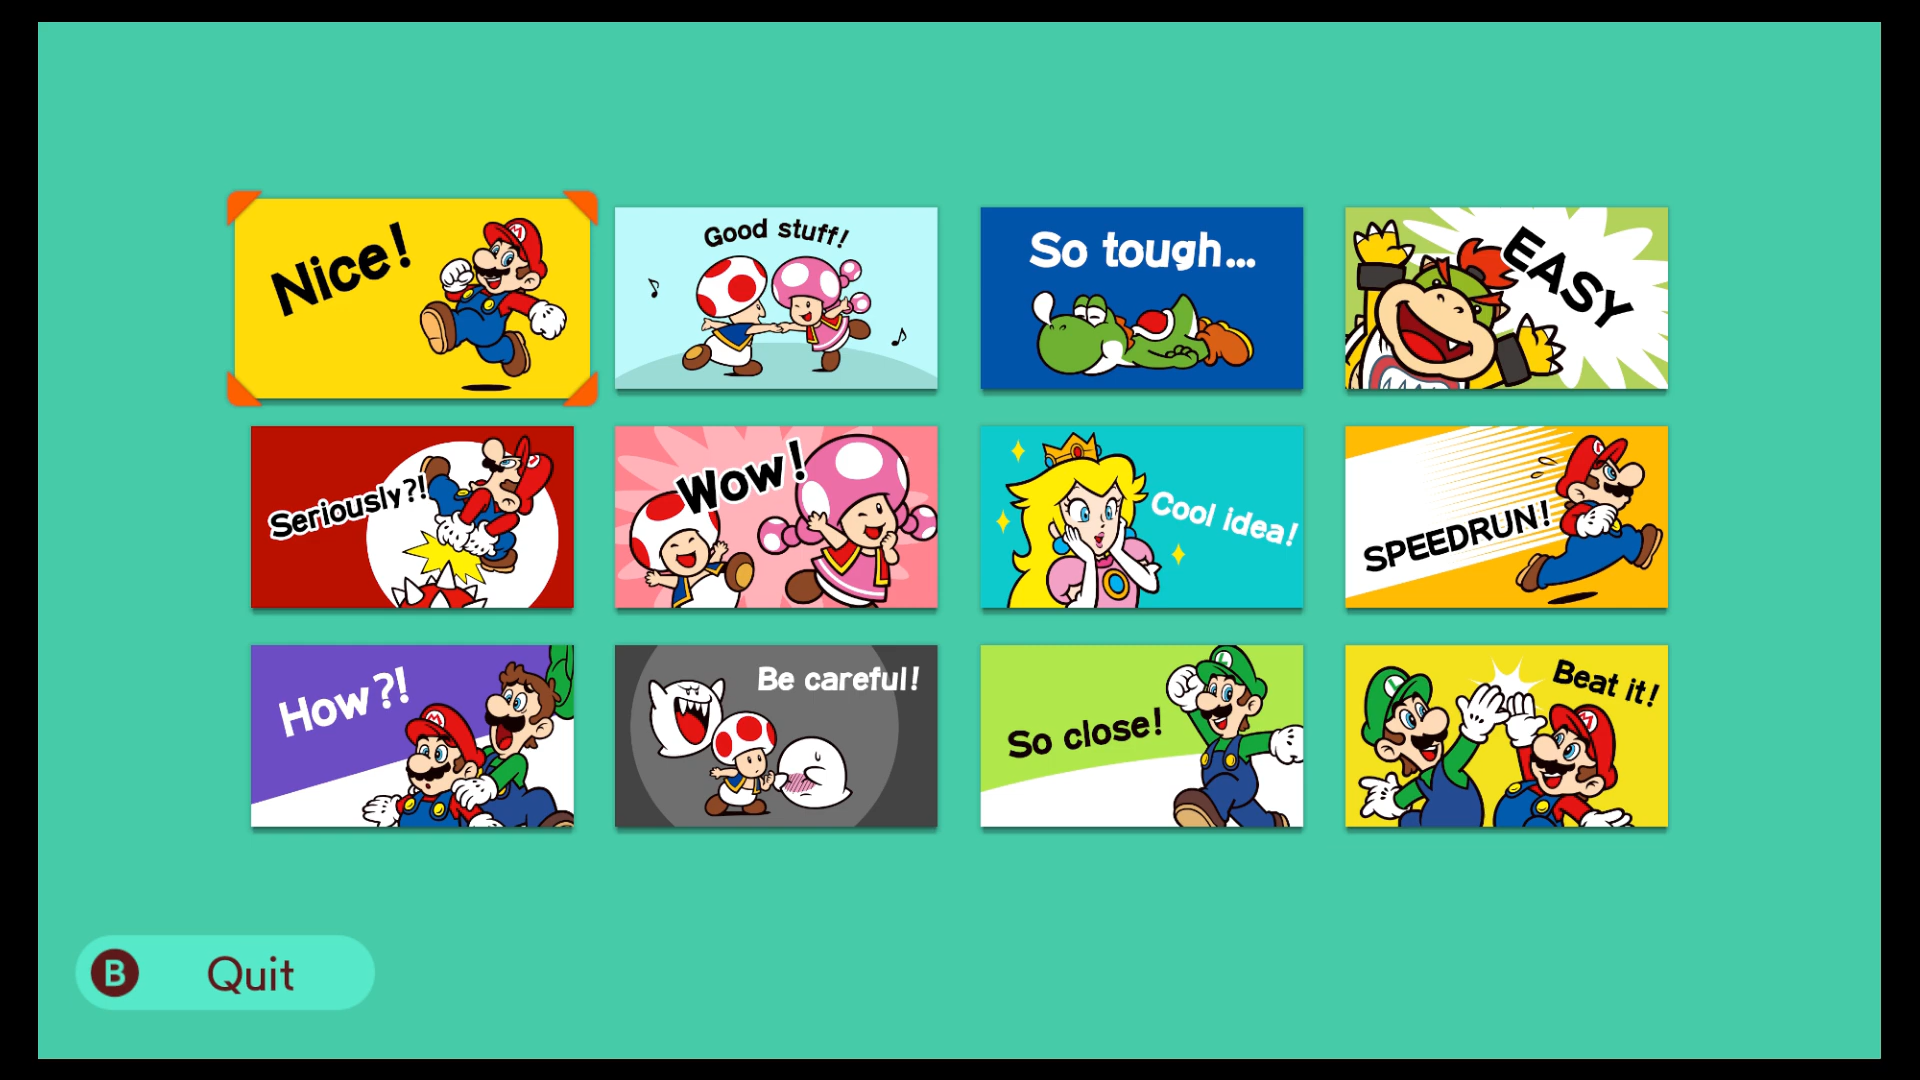 Nice!
Good stuff!
So tough...
EASY
Seriously?!
Wow!
Cool idea!
SPEEDRUN!
How?!
Be careful!
So close!
Beat it!
B Quit